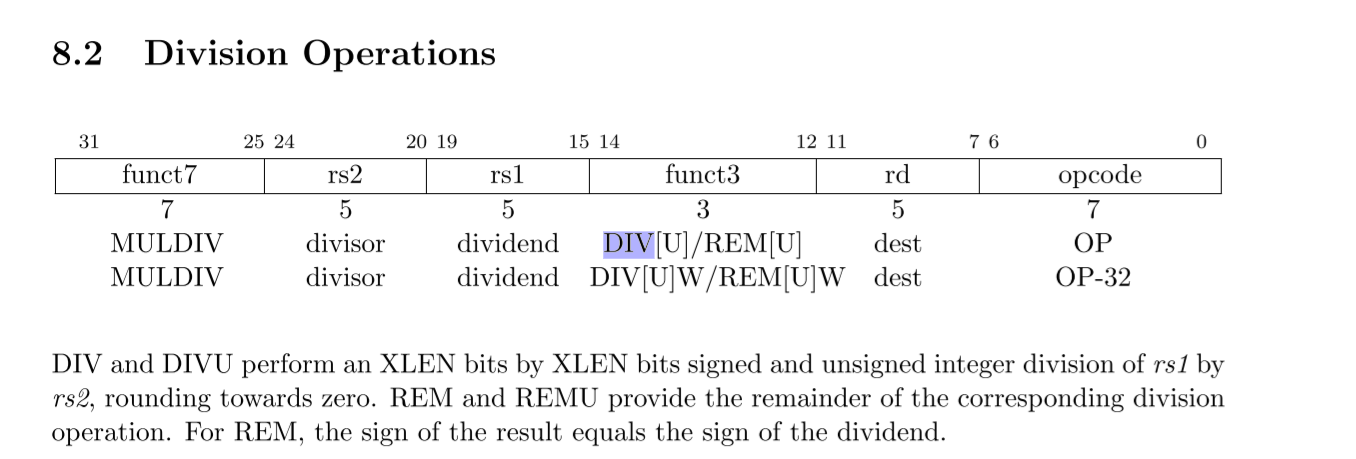 8.2 Division Operations
31 25 24 20 19 15 14 12 11 7 6 0
funct7 rs2 rs1 funct3 rd opcode
7 5 5 3 5 7
MULDIV divisor dividend DIV[U]/REM[U] dest OP
MULDIV divisor dividend DIV[U]W/REM[U]W dest OP-32
DIV and DIVU perform an XLEN bits by XLEN bits signed and unsigned integer division of rs1 by
rs2, rounding towards zero. REM and REMU provide the remainder of the corresponding division
operation. For REM, the sign of the result equals the sign of the dividend.